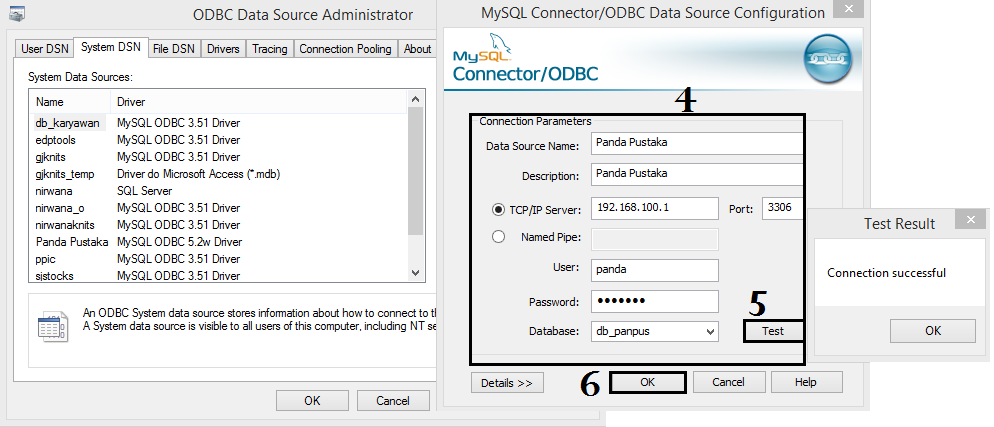 ODBC Data Source Administrator
User DSN System DSN File DSN Drivers Tracing Connection Pooling About
System Data Sources:
Name Driver
db_karyawan MySQL ODBC 3.51 Driver
edptools MySQL ODBC 3.51 Driver
gjknits MySQL ODBC 3.51 Driver
gjknits_temp Driver do Microsoft Access (*.mdb)
nirwana SQL Server
nirwana_o MySQL ODBC 3.51 Driver
nirwanaknits MySQL ODBC 3.51 Driver
Panda Pustaka MySQL ODBC 5.2w Driver
ppic MySQL ODBC 3.51 Driver
sjstocks MySQL ODBC 3.51 Driver
An ODBC System data source stores information about how to connect to th
A System data source is visible to all users of this computer, including NT se
OK Cancel
MySQL Connector/ODBC Data Source Configuration
MySQL
Connector/ODBC
4
Connection Parameters
Data Source Name: Panda Pustaka
Description: Panda Pustaka
TCP/IP Server: 192.168.100.1 Port: 3306
Named Pipe:
User: panda
Password: •••••••
5
Database: db_panpus Test
Details >> 6 OK Cancel Help
Test Result
Connection successful
OK